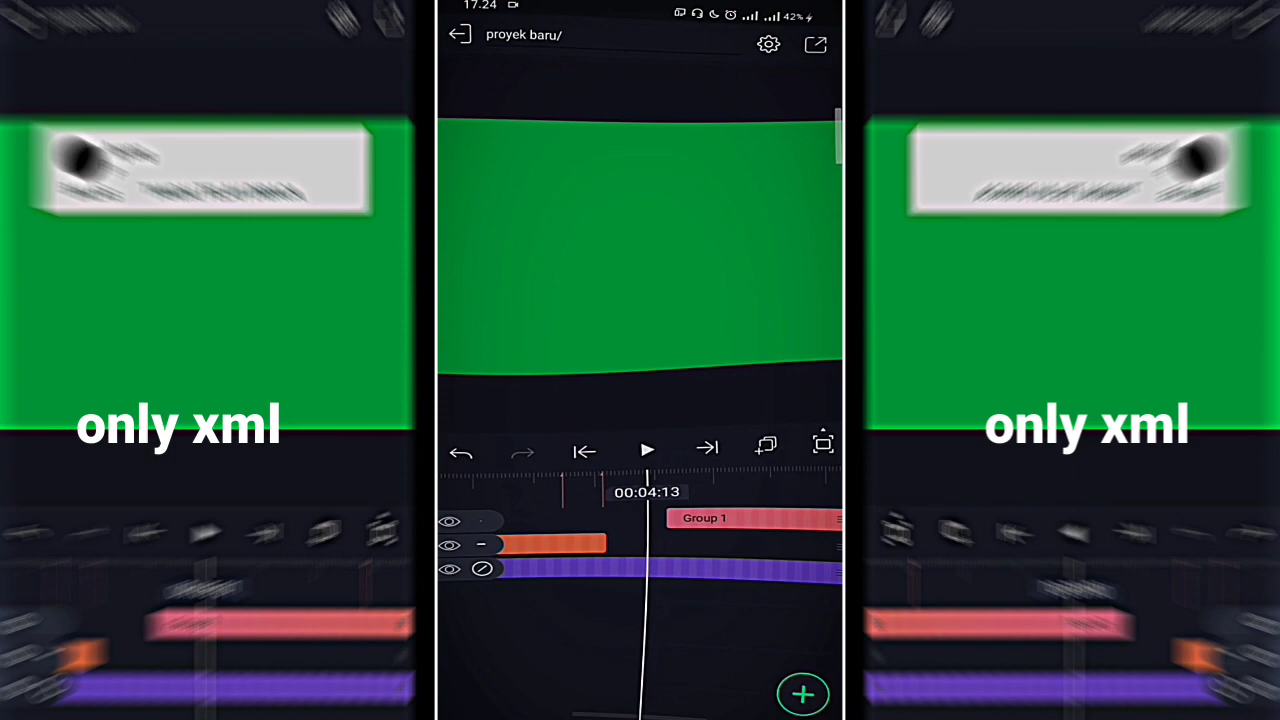 17.24
42%
proyek baru/
only xml
only xml
00:04:13
Group 1